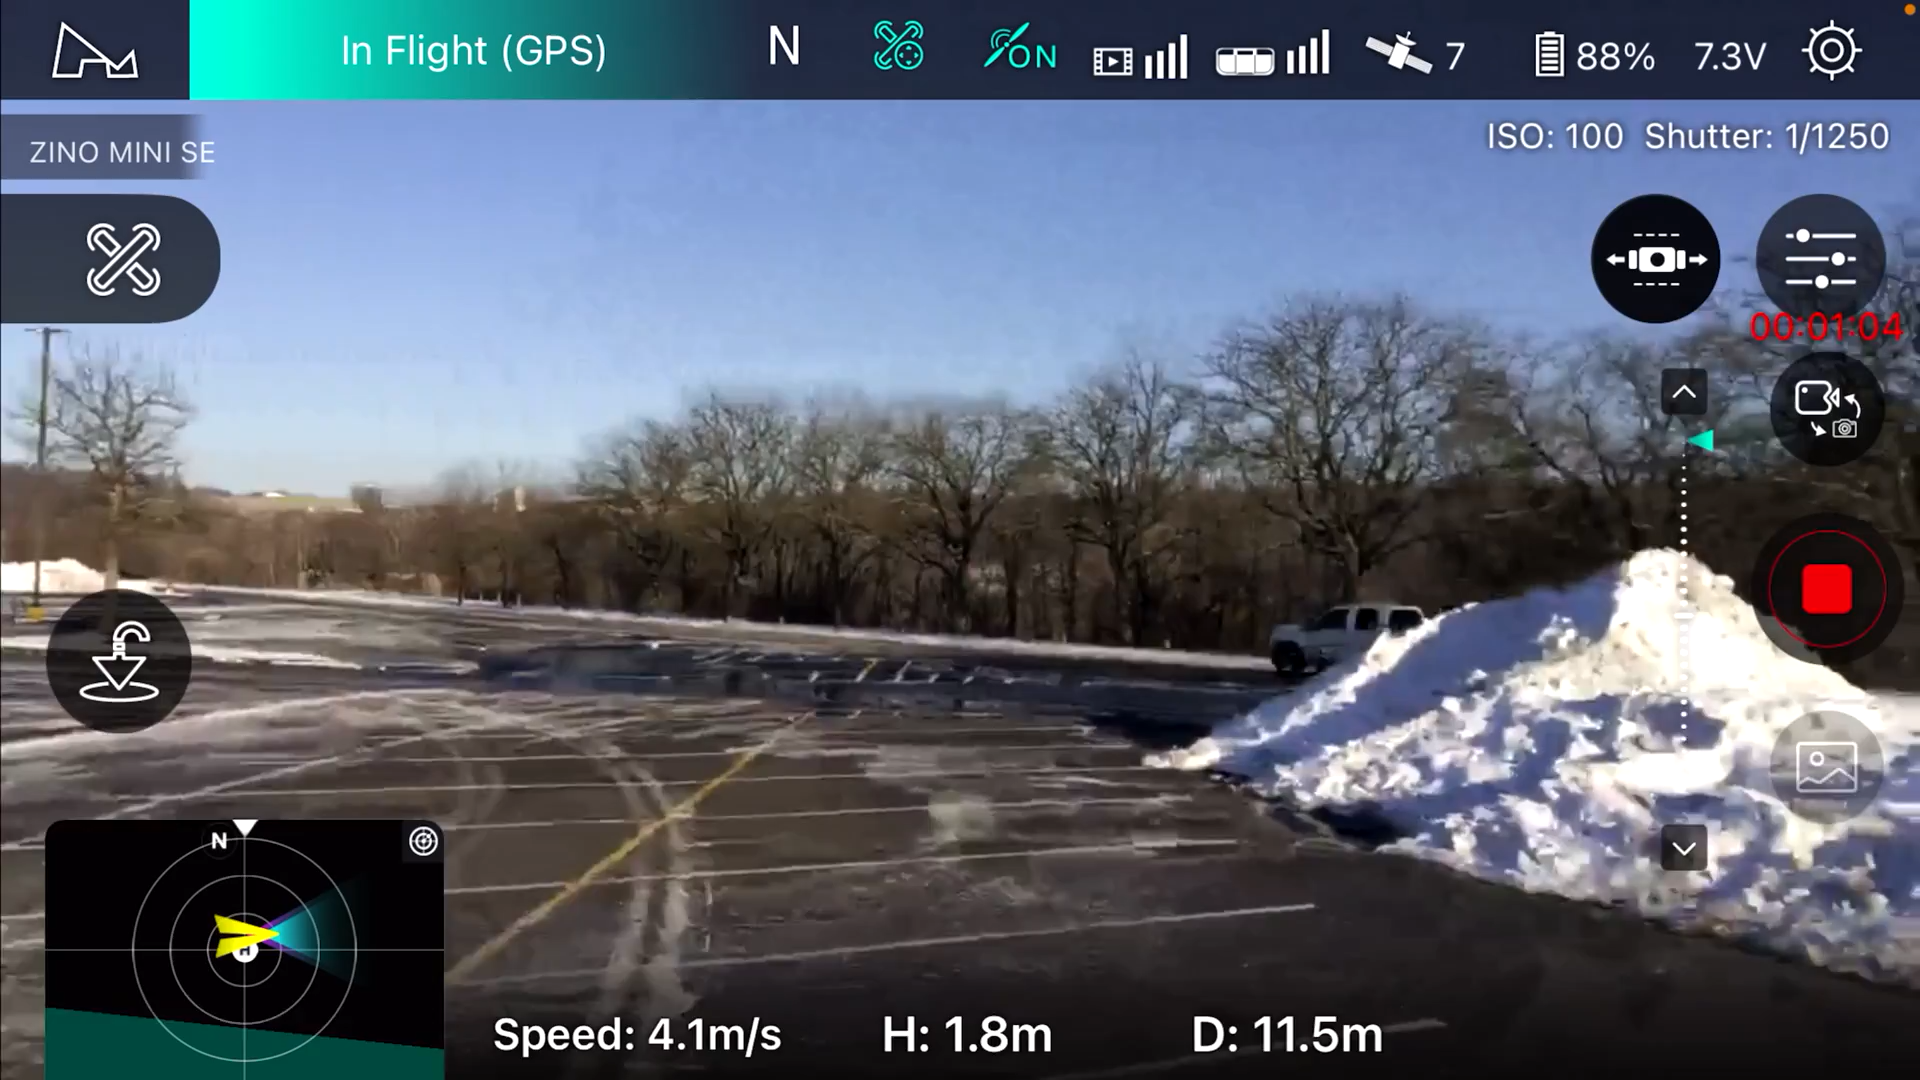 In Flight (GPS)
N
ON
7
88%
7.3V
ZINO MINI SE
ISO: 100 Shutter: 1/1250
00:01:04
N
H
Speed: 4.1m/s
H: 1.8m
D: 11.5m